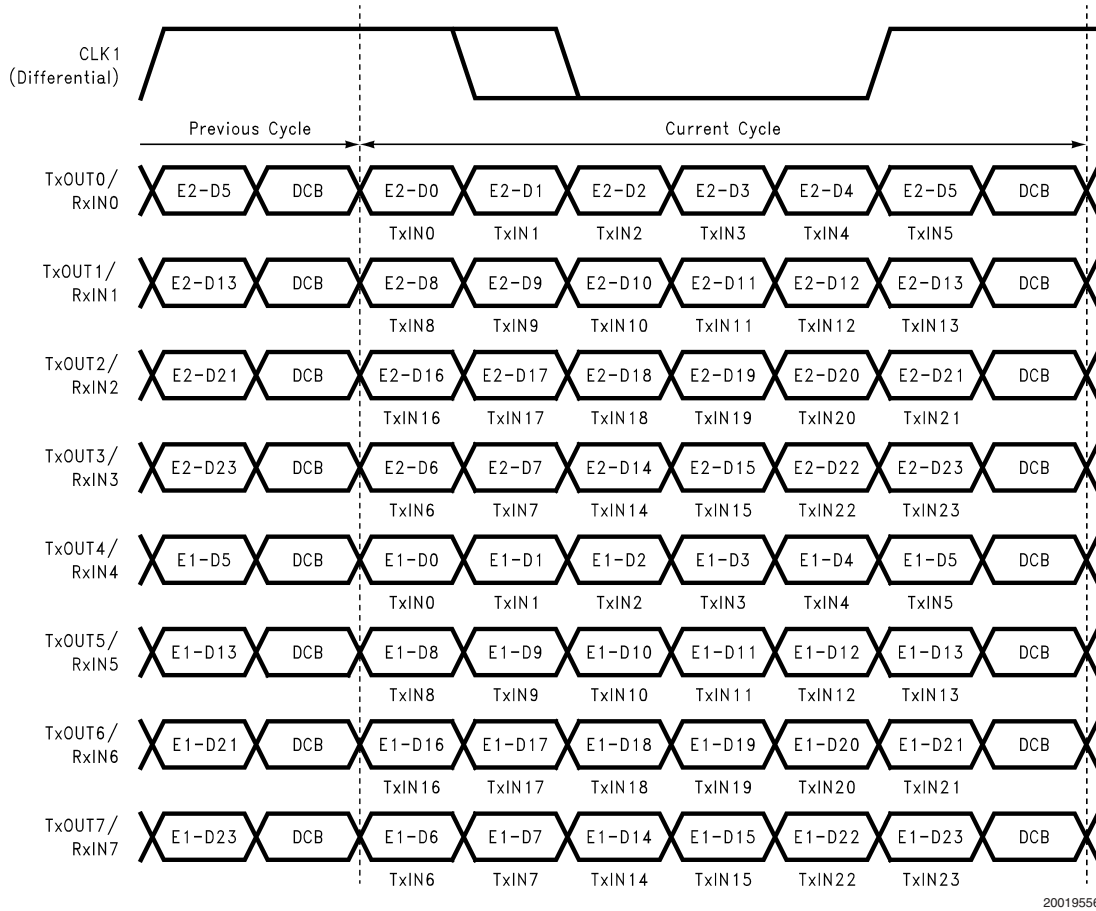 CLK1
(Differential)
Previous Cycle Current Cycle
TxOUT0/
RxIN0
E2-D5 DCB E2-D0 E2-D1 E2-D2 E2-D3 E2-D4 E2-D5 DCB
TxIN0 TxIN1 TxIN2 TxIN3 TxIN4 TxIN5
TxOUT1/
RxIN1
E2-D13 DCB E2-D8 E2-D9 E2-D10 E2-D11 E2-D12 E2-D13 DCB
TxIN8 TxIN9 TxIN10 TxIN11 TxIN12 TxIN13
TxOUT2/
RxIN2
E2-D21 DCB E2-D16 E2-D17 E2-D18 E2-D19 E2-D20 E2-D21 DCB
TxIN16 TxIN17 TxIN18 TxIN19 TxIN20 TxIN21
TxOUT3/
RxIN3
E2-D23 DCB E2-D6 E2-D7 E2-D14 E2-D15 E2-D22 E2-D23 DCB
TxIN6 TxIN7 TxIN14 TxIN15 TxIN22 TxIN23
TxOUT4/
RxIN4
E1-D5 DCB E1-D0 E1-D1 E1-D2 E1-D3 E1-D4 E1-D5 DCB
TxIN0 TxIN1 TxIN2 TxIN3 TxIN4 TxIN5
TxOUT5/
RxIN5
E1-D13 DCB E1-D8 E1-D9 E1-D10 E1-D11 E1-D12 E1-D13 DCB
TxIN8 TxIN9 TxIN10 TxIN11 TxIN12 TxIN13
TxOUT6/
RxIN6
E1-D21 DCB E1-D16 E1-D17 E1-D18 E1-D19 E1-D20 E1-D21 DCB
TxIN16 TxIN17 TxIN18 TxIN19 TxIN20 TxIN21
TxOUT7/
RxIN7
E1-D23 DCB E1-D6 E1-D7 E1-D14 E1-D15 E1-D22 E1-D23 DCB
TxIN6 TxIN7 TxIN14 TxIN15 TxIN22 TxIN23
20019556